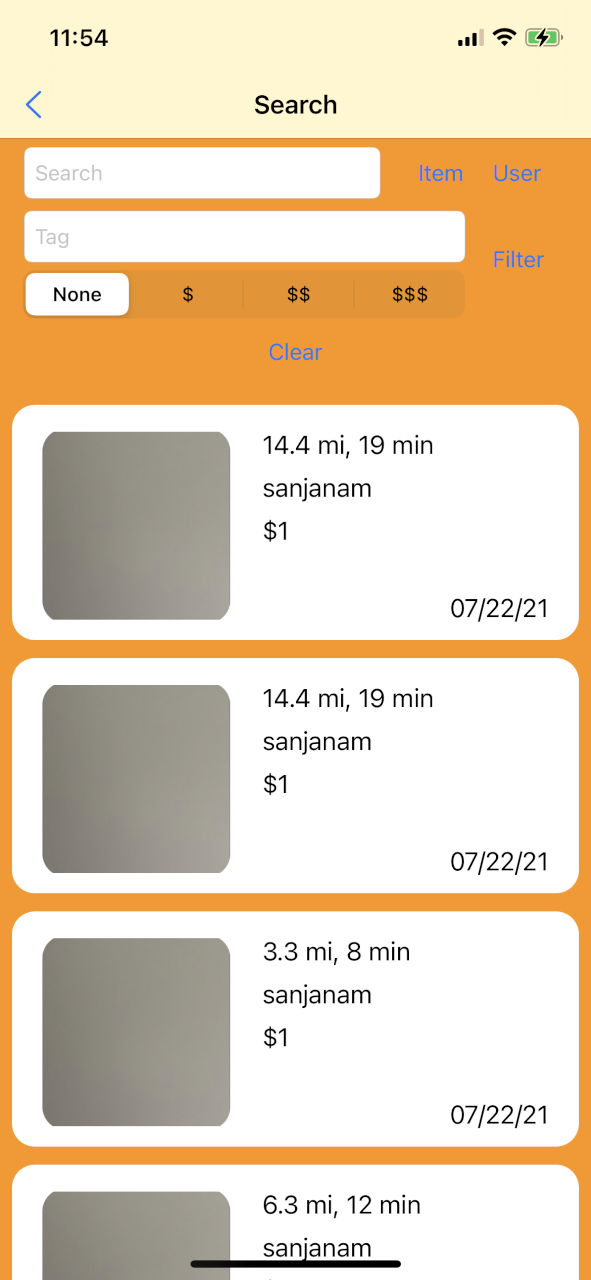 11:54
Search
Search
Item User
Tag
Filter
None $ $$ $$$
Clear
14.4 mi, 19 min
sanjanam
$1
07/22/21
14.4 mi, 19 min
sanjanam
$1
07/22/21
3.3 mi, 8 min
sanjanam
$1
07/22/21
6.3 mi, 12 min
sanjanam